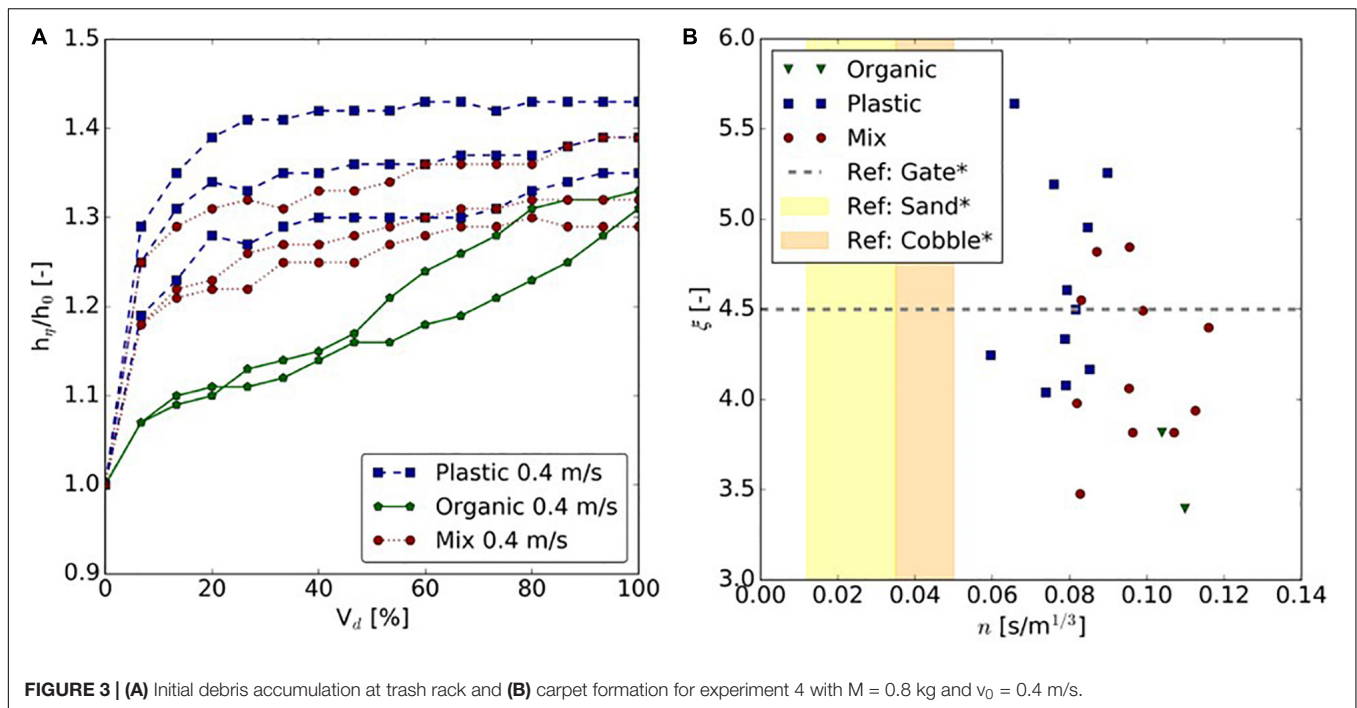 A
1.5
1.4
1.3
1.2
1.1
1.0
0.9
hη/h₀ [-]
0 20 40 60 80 100
V_d [%]
Plastic 0.4 m/s
Organic 0.4 m/s
Mix 0.4 m/s
B
6.0
5.5
5.0
4.5
4.0
3.5
3.0
ξ [-]
0.00 0.02 0.04 0.06 0.08 0.10 0.12 0.14
n [s/m^{1/3}]
Organic
Plastic
Mix
Ref: Gate*
Ref: Sand*
Ref: Cobble*
FIGURE 3 | (A) Initial debris accumulation at trash rack and (B) carpet formation for experiment 4 with M = 0.8 kg and v₀ = 0.4 m/s.